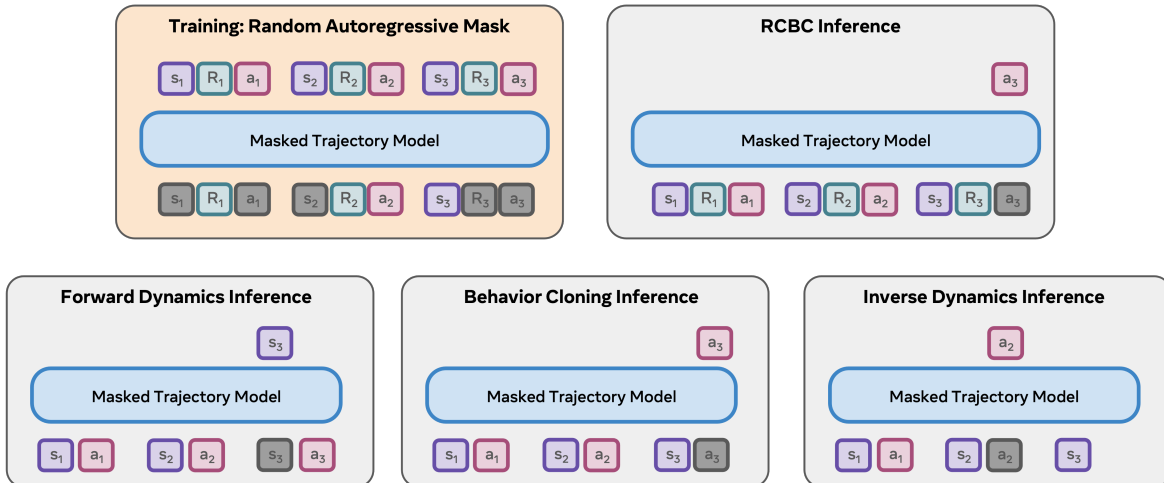 Training: Random Autoregressive Mask
s₁ R₁ a₁ s₂ R₂ a₂ s₃ R₃ a₃
Masked Trajectory Model
s₁ R₁ a₁ s₂ R₂ a₂ s₃ R₃ a₃
RCBC Inference
a₃
Masked Trajectory Model
s₁ R₁ a₁ s₂ R₂ a₂ s₃ R₃ a₃
Forward Dynamics Inference
s₃
Masked Trajectory Model
s₁ a₁ s₂ a₂ s₃ a₃
Behavior Cloning Inference
a₃
Masked Trajectory Model
s₁ a₁ s₂ a₂ s₃ a₃
Inverse Dynamics Inference
a₂
Masked Trajectory Model
s₁ a₁ s₂ a₂ s₃